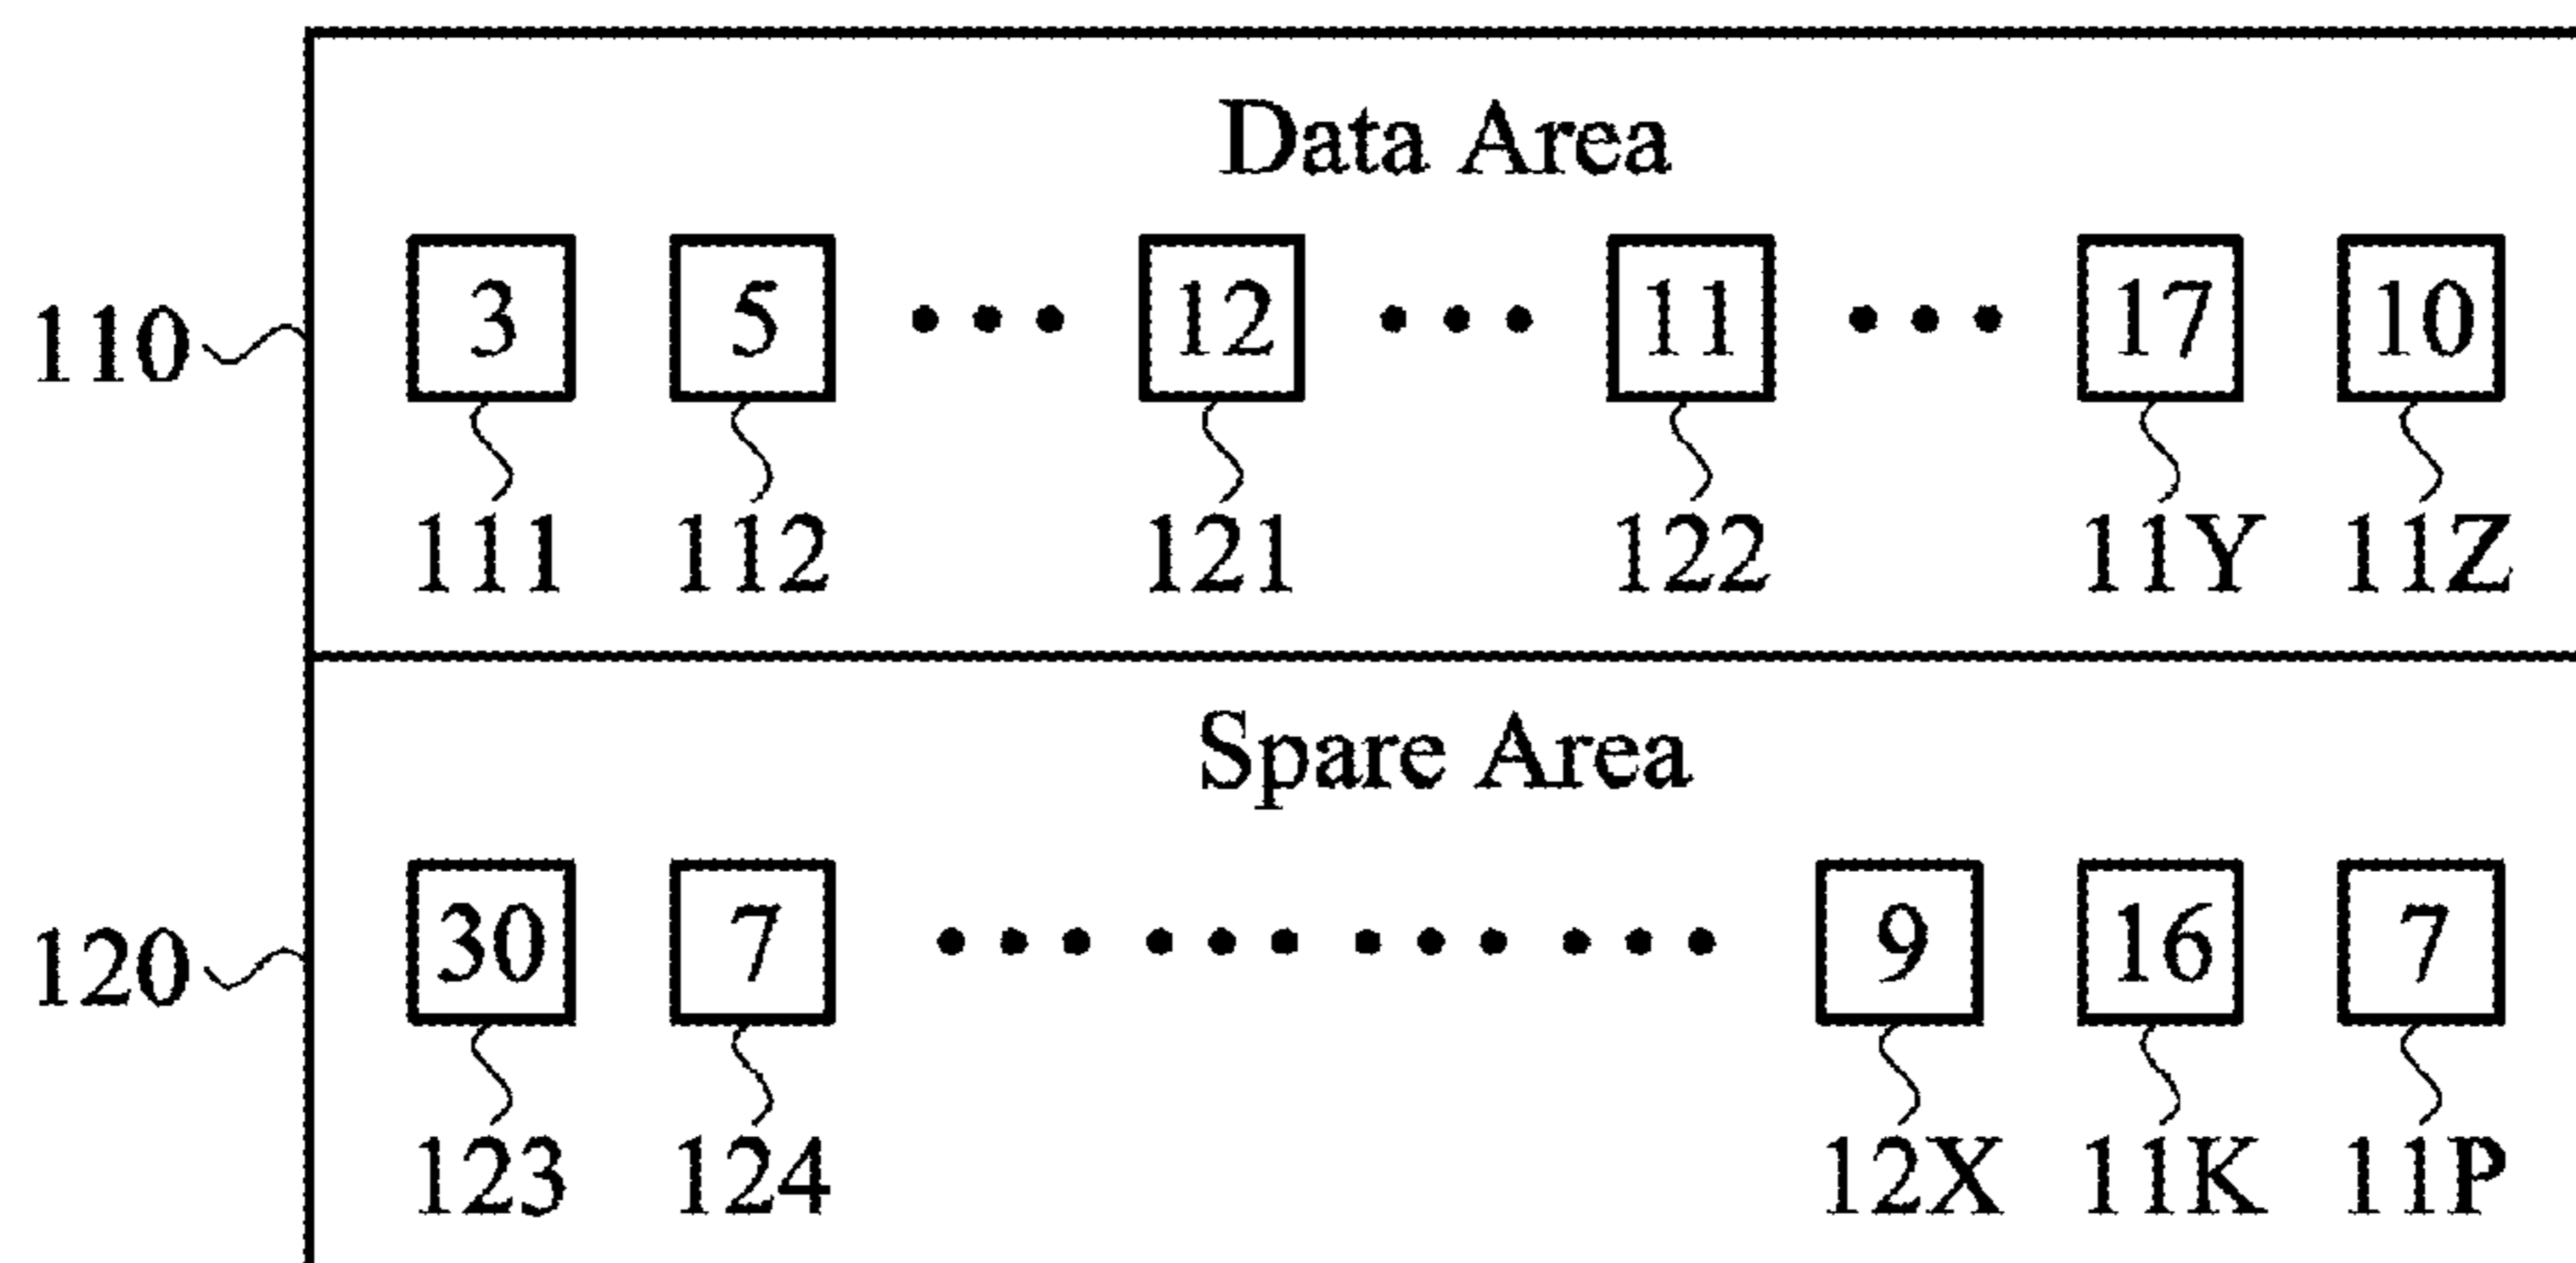 Data Area
110 3 5 ... 12 ... 11 ... 17 10
111 112 121 122 11Y 11Z
Spare Area
120 30 7 ... ... ... ... 9 16 7
123 124 12X 11K 11P